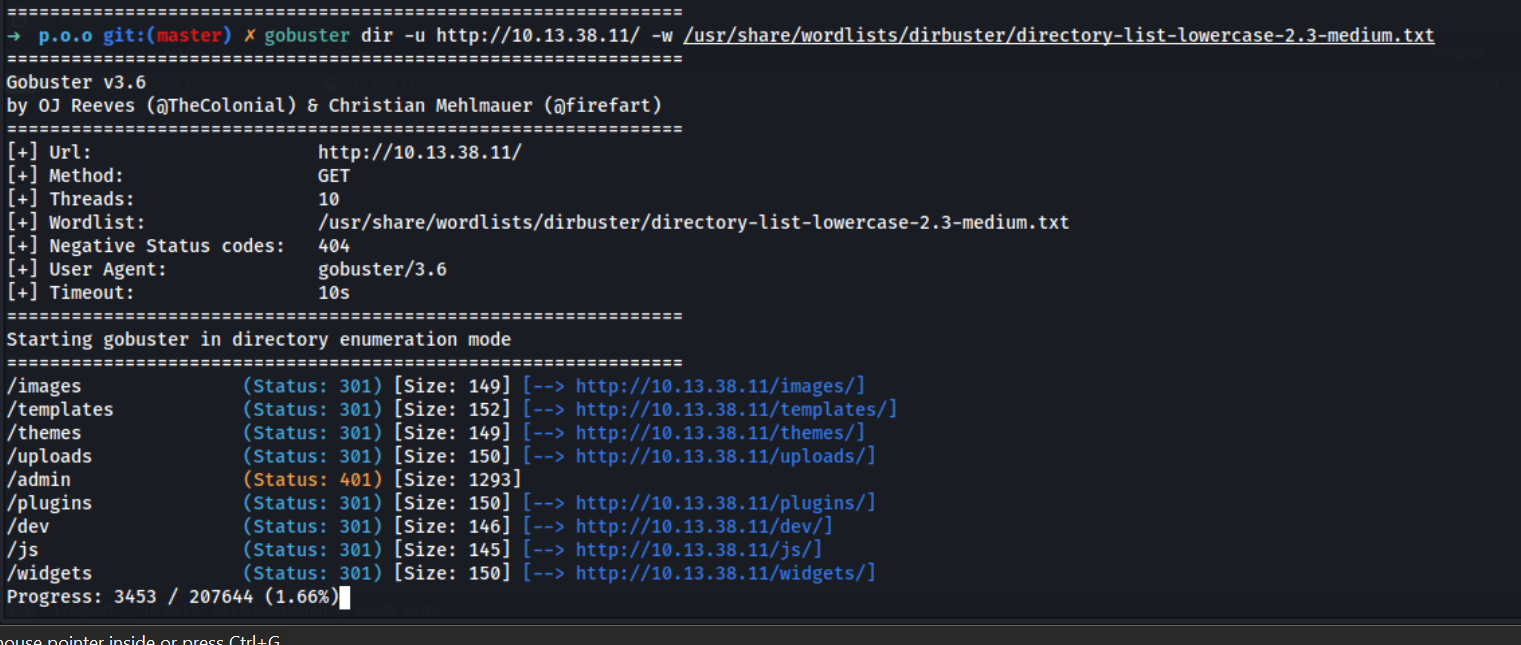 ===============================================================
→ p.o.o git:(master) ✗ gobuster dir -u http://10.13.38.11/ -w /usr/share/wordlists/dirbuster/directory-list-lowercase-2.3-medium.txt
===============================================================
Gobuster v3.6
by OJ Reeves (@TheColonial) & Christian Mehlmauer (@firefart)
===============================================================
[+] Url:                     http://10.13.38.11/
[+] Method:                  GET
[+] Threads:                 10
[+] Wordlist:                /usr/share/wordlists/dirbuster/directory-list-lowercase-2.3-medium.txt
[+] Negative Status codes:   404
[+] User Agent:              gobuster/3.6
[+] Timeout:                 10s
===============================================================
Starting gobuster in directory enumeration mode
===============================================================
/images               (Status: 301) [Size: 149] [--> http://10.13.38.11/images/]
/templates            (Status: 301) [Size: 152] [--> http://10.13.38.11/templates/]
/themes               (Status: 301) [Size: 149] [--> http://10.13.38.11/themes/]
/uploads              (Status: 301) [Size: 150] [--> http://10.13.38.11/uploads/]
/admin                (Status: 401) [Size: 1293]
/plugins              (Status: 301) [Size: 150] [--> http://10.13.38.11/plugins/]
/dev                  (Status: 301) [Size: 146] [--> http://10.13.38.11/dev/]
/js                   (Status: 301) [Size: 145] [--> http://10.13.38.11/js/]
/widgets              (Status: 301) [Size: 150] [--> http://10.13.38.11/widgets/]
Progress: 3453 / 207644 (1.66%)
pointer inside or press Ctrl+G